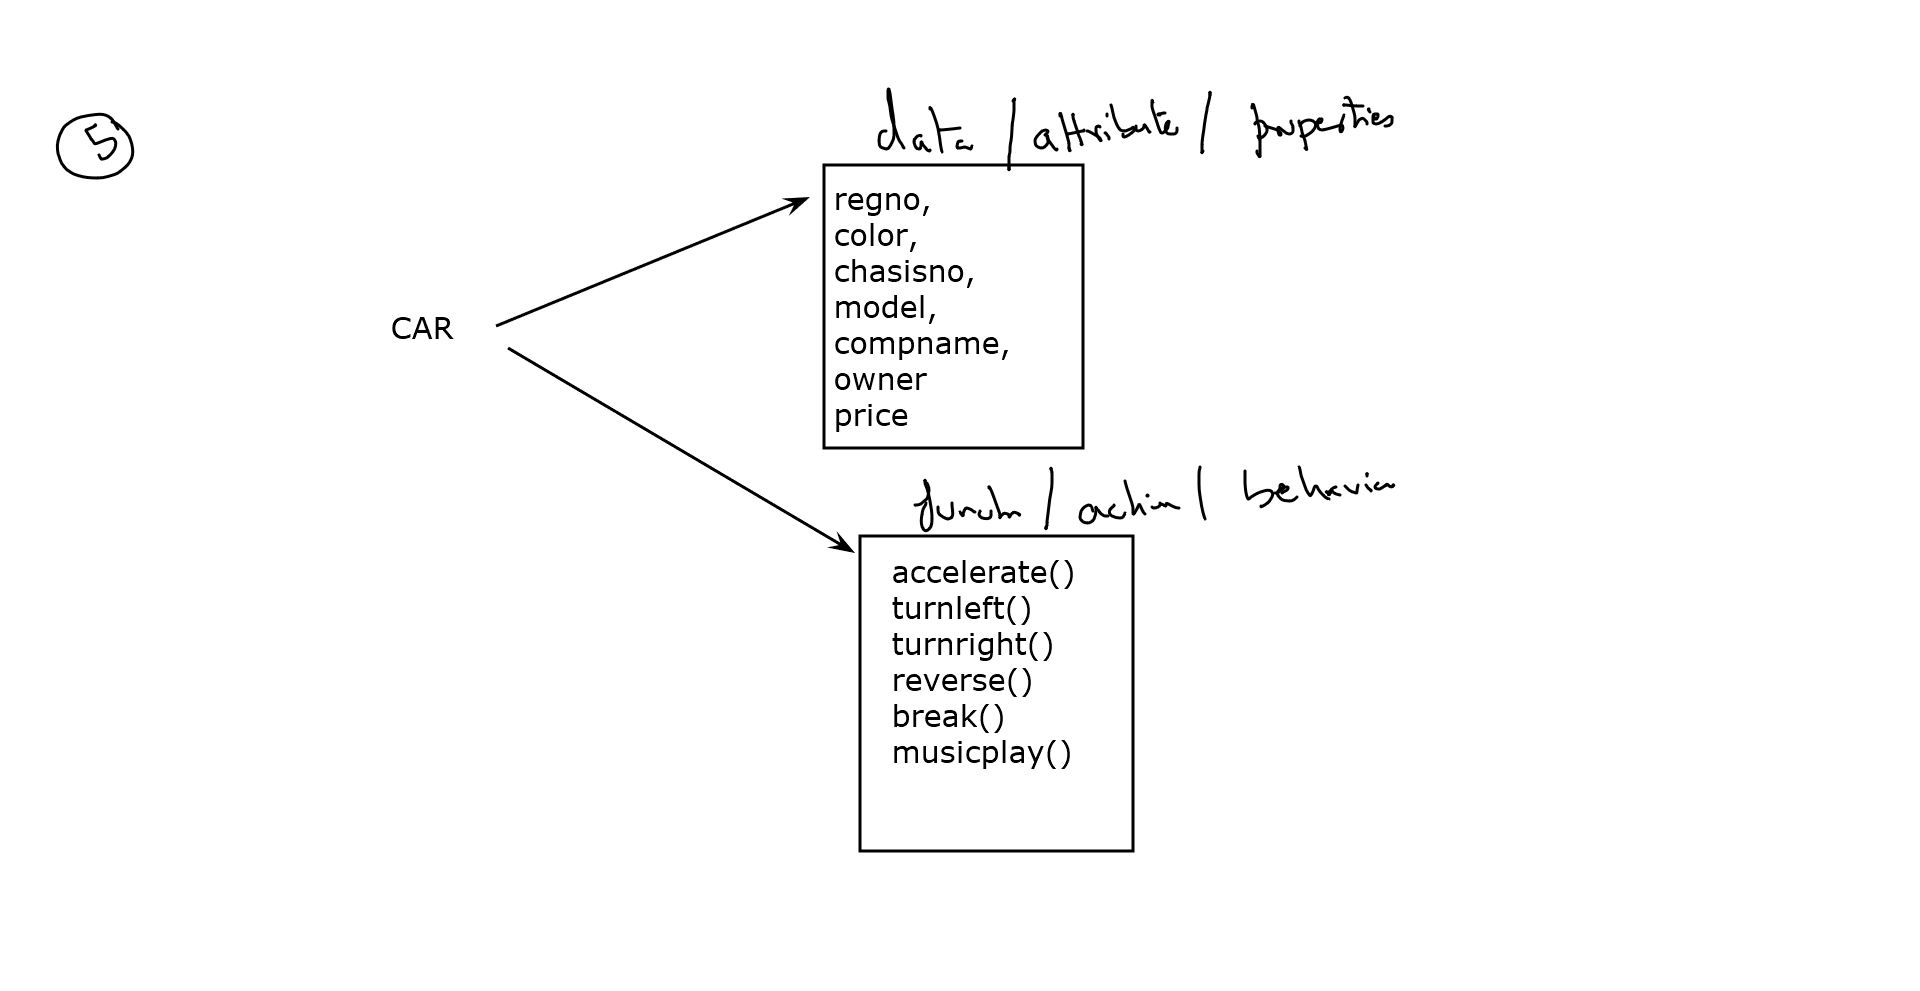 5
data / attribute / properties
regno,
color,
chasisno,
model,
compname,
owner
price
CAR
/ action / behavior
accelerate()
turnleft()
turnright()
reverse()
break()
musicplay()